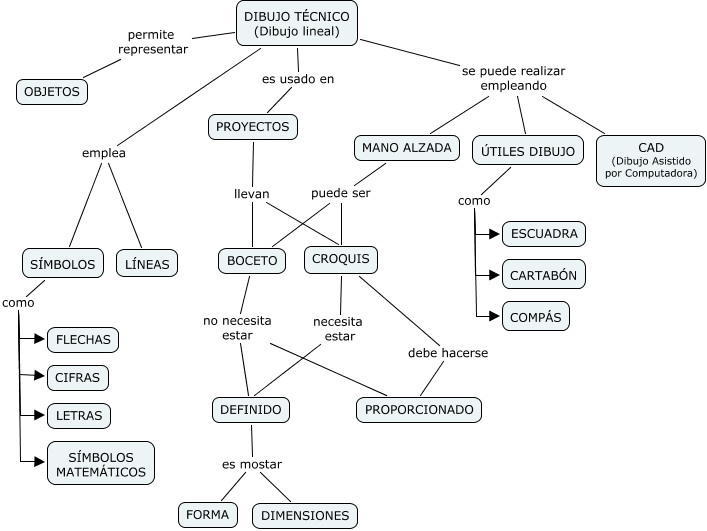 DIBUJO TÉCNICO
(Dibujo lineal)
permite
representar
es usado en
se puede realizar
empleando
OBJETOS
PROYECTOS
MANO ALZADA
ÚTILES DIBUJO
CAD
(Dibujo Asistido
por Computadora)
emplea
llevan
puede ser
como
ESCUADRA
CARTABÓN
COMPÁS
SÍMBOLOS
LÍNEAS
BOCETO
CROQUIS
como
FLECHAS
CIFRAS
LETRAS
SÍMBOLOS
MATEMÁTICOS
no necesita
estar
necesita
estar
debe hacerse
DEFINIDO
PROPORCIONADO
es mostar
FORMA
DIMENSIONES